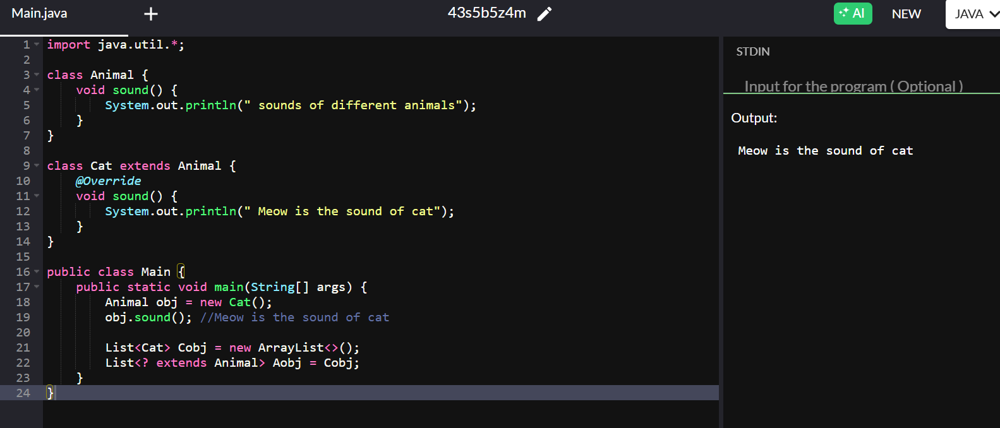 Main.java + 43s5b5z4m AI NEW JAVA
1 import java.util.*;
2
3 class Animal {
4     void sound() {
5         System.out.println(" sounds of different animals");
6     }
7 }
8
9 class Cat extends Animal {
10     @Override
11     void sound() {
12         System.out.println(" Meow is the sound of cat");
13     }
14 }
15
16 public class Main {
17     public static void main(String[] args) {
18         Animal obj = new Cat();
19         obj.sound(); //Meow is the sound of cat
20
21         List<Cat> Cobj = new ArrayList<>();
22         List<? extends Animal> Aobj = Cobj;
23     }
24 }
STDIN
Input for the program ( Optional )
Output:
Meow is the sound of cat